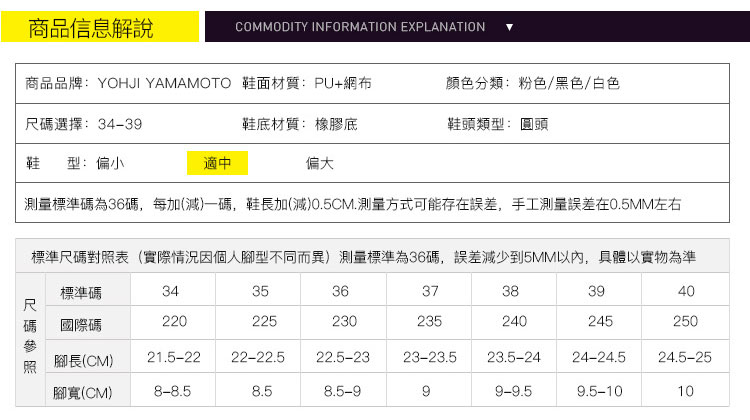 商品信息解說 COMMODITY INFORMATION EXPLANATION ▼
商品品牌：YOHJI YAMAMOTO 鞋面材質：PU+網布 顏色分類：粉色/黑色/白色
尺碼選擇：34-39 鞋底材質：橡膠底 鞋頭類型：圓頭
鞋 型：偏小 適中 偏大
測量標準碼為36碼，每加(減)一碼，鞋長加(減)0.5CM.測量方式可能存在誤差，手工測量誤差在0.5MM左右
標準尺碼對照表（實際情況因個人腳型不同而異）測量標準為36碼，誤差減少到5MM以內，具體以實物為準
尺碼參照
標準碼 34 35 36 37 38 39 40
國際碼 220 225 230 235 240 245 250
腳長(CM) 21.5-22 22-22.5 22.5-23 23-23.5 23.5-24 24-24.5 24.5-25
腳寬(CM) 8-8.5 8.5 8.5-9 9 9-9.5 9.5-10 10